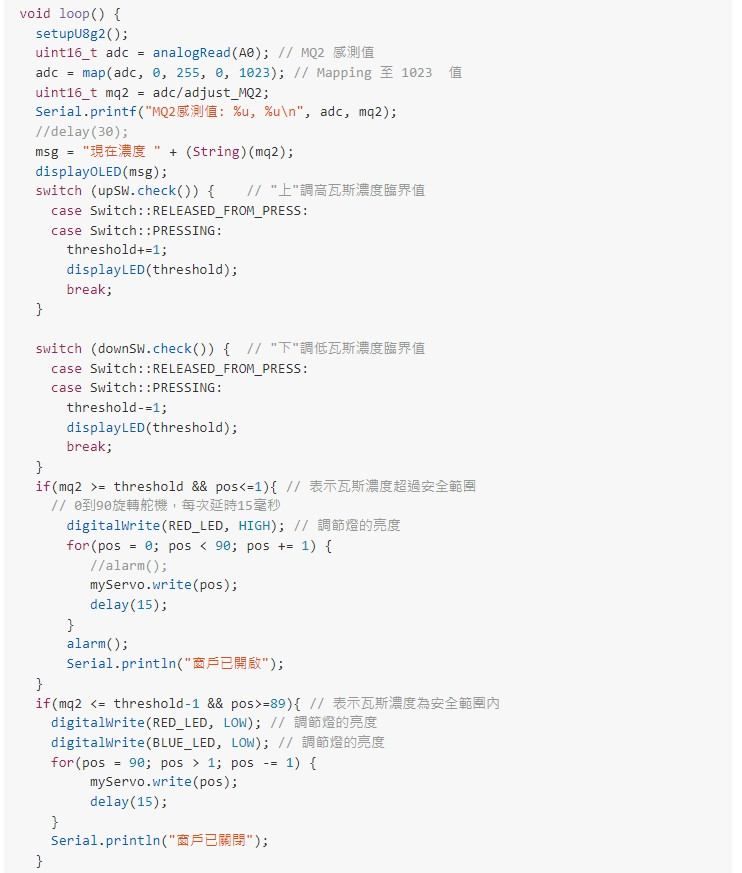 void loop() {
  setupU8g2();
  uint16_t adc = analogRead(A0); // MQ2 感測值
  adc = map(adc, 0, 255, 0, 1023); // Mapping 至 1023  值
  uint16_t mq2 = adc/adjust_MQ2;
  Serial.printf("MQ2感測值: %u, %u\n", adc, mq2);
  //delay(30);
  msg = "現在濃度 " + (String)(mq2);
  displayOLED(msg);
  switch (upSW.check()) {    // "上"調高瓦斯濃度臨界值
    case Switch::RELEASED_FROM_PRESS:
    case Switch::PRESSING:
      threshold+=1;
      displayLED(threshold);
      break;
  }

  switch (downSW.check()) {  // "下"調低瓦斯濃度臨界值
    case Switch::RELEASED_FROM_PRESS:
    case Switch::PRESSING:
      threshold-=1;
      displayLED(threshold);
      break;
  }
  if(mq2 >= threshold && pos<=1){ // 表示瓦斯濃度超過安全範圍
    // 0到90旋轉舵機，每次延時15毫秒
      digitalWrite(RED_LED, HIGH); // 調節燈的亮度
      for(pos = 0; pos < 90; pos += 1) {
         //alarm();
         myServo.write(pos);
         delay(15);
      }
      alarm();
      Serial.println("窗戶已開啟");
  }
  if(mq2 <= threshold-1 && pos>=89){ // 表示瓦斯濃度為安全範圍內
    digitalWrite(RED_LED, LOW); // 調節燈的亮度
    digitalWrite(BLUE_LED, LOW); // 調節燈的亮度
    for(pos = 90; pos > 1; pos -= 1) {
         myServo.write(pos);
         delay(15);
    }
    Serial.println("窗戶已關閉");
  }